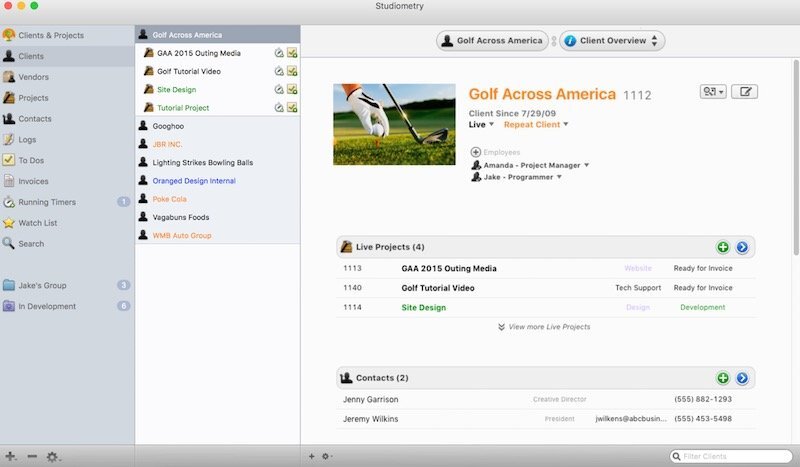 Studiometry
Clients & Projects
Clients
Vendors
Projects
Contacts
Logs
To Dos
Invoices
Running Timers 1
Watch List
Search
Jake's Group 3
In Development 6
Golf Across America
GAA 2015 Outing Media
Golf Tutorial Video
Site Design
Tutorial Project
Googhoo
JBR INC.
Lighting Strikes Bowling Balls
Oranged Design Internal
Poke Cola
Vagabuns Foods
WMB Auto Group
Golf Across America
Client Overview
Golf Across America 1112
Client Since 7/29/09
Live Repeat Client
Employees
Amanda - Project Manager
Jake - Programmer
Live Projects (4)
1113 GAA 2015 Outing Media Website Ready for Invoice
1140 Golf Tutorial Video Tech Support Ready for Invoice
1114 Site Design Design Development
View more Live Projects
Contacts (2)
Jenny Garrison Creative Director (555) 882-1293
Jeremy Wilkens President jwilkens@abcbusin... (555) 453-5498
Filter Clients